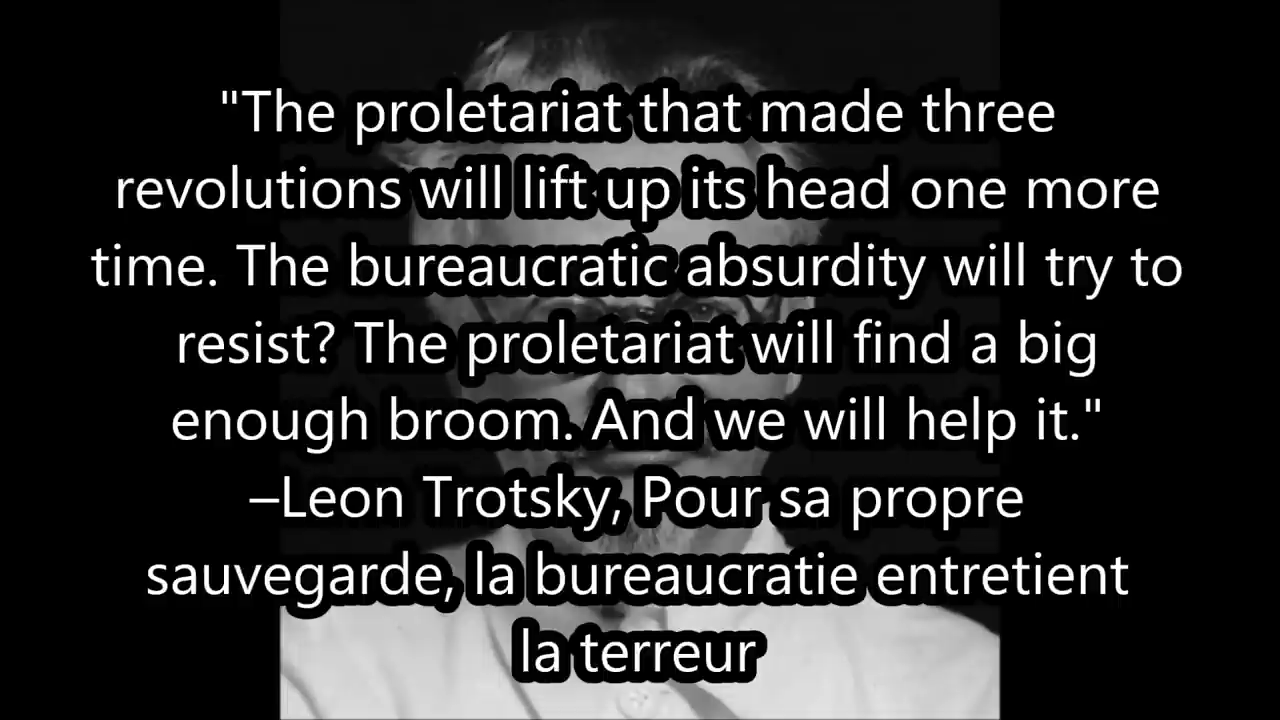 "The proletariat that made three
revolutions will lift up its head one more
time. The bureaucratic absurdity will try to
resist? The proletariat will find a big
enough broom. And we will help it."
–Leon Trotsky, Pour sa propre
sauvegarde, la bureaucratie entretient
la terreur